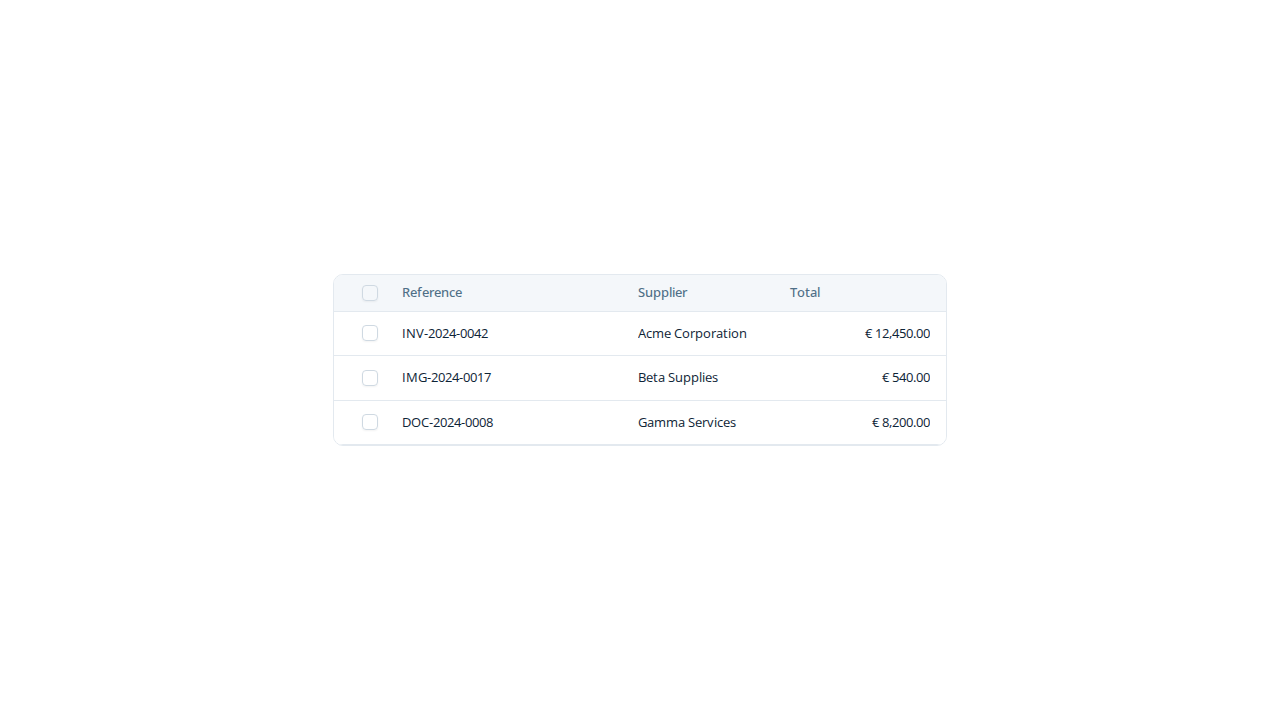 Reference Supplier Total
INV-2024-0042 Acme Corporation € 12,450.00
IMG-2024-0017 Beta Supplies € 540.00
DOC-2024-0008 Gamma Services € 8,200.00